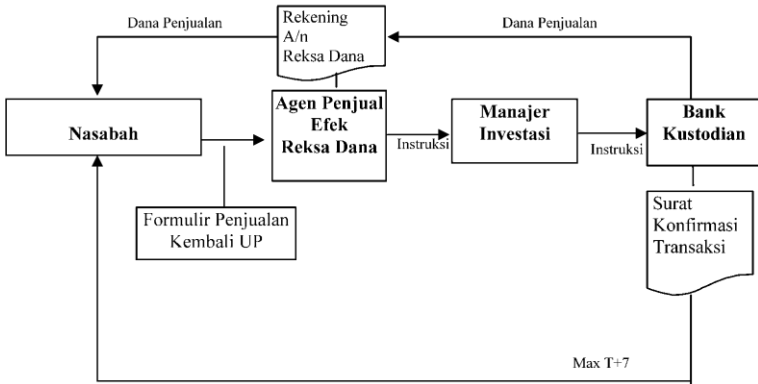 Dana Penjualan
Rekening
A/n
Reksa Dana
Dana Penjualan
Nasabah
Agen Penjual
Efek
Reksa Dana
Instruksi
Manajer
Investasi
Instruksi
Bank
Kustodian
Formulir Penjualan
Kembali UP
Surat
Konfirmasi
Transaksi
Max T+7